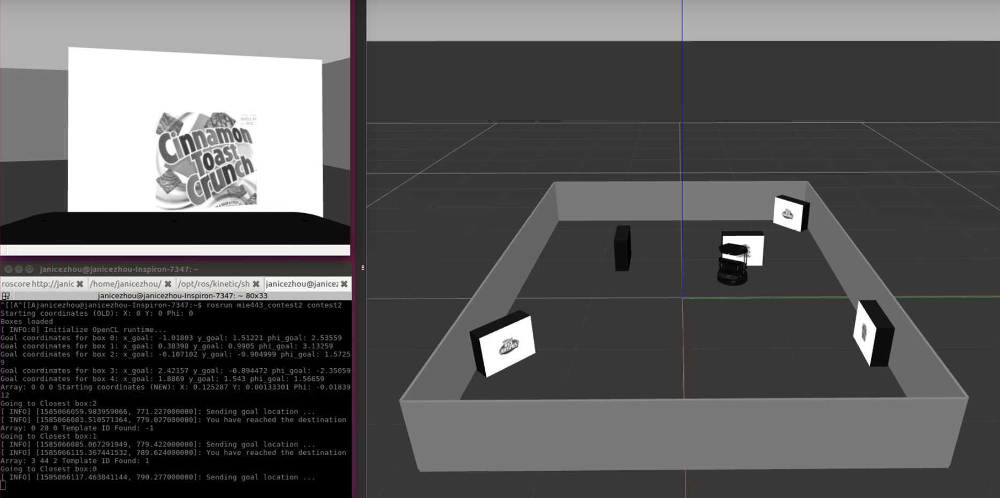 WHOLE
RICE
Cinnamon
Toast
Crunch
janicezhou@janicezhou-Inspiron-7347: ~
roscore http://janic /home/janicezhou/ /opt/ros/kinetic/sh janicezhou@janicez
janicezhou@janicezhou-Inspiron-7347: ~ 80x33
^[[A^[[Ajanicezhou@janicezhou-Inspiron-7347:~$ rosrun mie443_contest2 contest2
Starting coordinates (OLD): X: 0 Y: 0 Phi: 0
Boxes loaded
[ INFO:0] Initialize OpenCL runtime...
Goal coordinates for box 0: x_goal: -1.01803 y_goal: 1.51221 phi_goal: 2.53559
Goal coordinates for box 1: x_goal: 0.38398 y_goal: 0.9905 phi_goal: 3.13259
Goal coordinates for box 2: x_goal: -0.107102 y_goal: -0.904999 phi_goal: 1.5725
9
Goal coordinates for box 3: x_goal: 2.42157 y_goal: -0.894472 phi_goal: -2.35059
Goal coordinates for box 4: x_goal: 1.8869 y_goal: 1.543 phi_goal: 1.56659
Array: 0 0 0 Starting coordinates (NEW): X: 0.125287 Y: 0.00133301 Phi: -0.01839
12
Going to Closest box:2
[ INFO] [1585066059.983959066, 771.227000000]: Sending goal location ...
[ INFO] [1585066083.510571364, 779.027000000]: You have reached the destination
Array: 0 28 0 Template ID Found: -1
Going to Closest box:1
[ INFO] [1585066085.067291949, 779.422000000]: Sending goal location ...
[ INFO] [1585066115.367441532, 789.624000000]: You have reached the destination
Array: 3 44 2 Template ID Found: 1
Going to Closest box:0
[ INFO] [1585066117.463841144, 790.277000000]: Sending goal location ...
RICE
KRISPIES